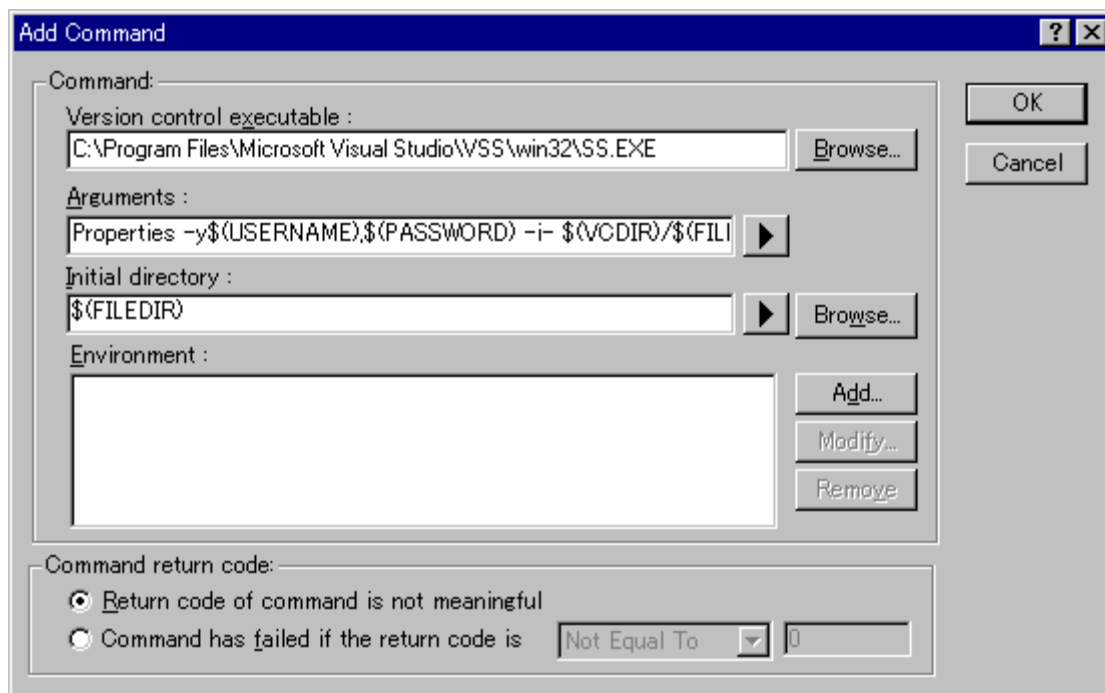 Add Command
Command:
Version control executable :
C:\Program Files\Microsoft Visual Studio\VSS\win32\SS.EXE
Browse...
OK
Cancel
Arguments :
Properties -y$(USERNAME),$(PASSWORD) -i- $(VCDIR)/$(FILI
Initial directory :
$(FILEDIR)
Browse...
Environment :
Add...
Modify...
Remove
Command return code:
Return code of command is not meaningful
Command has failed if the return code is Not Equal To 0